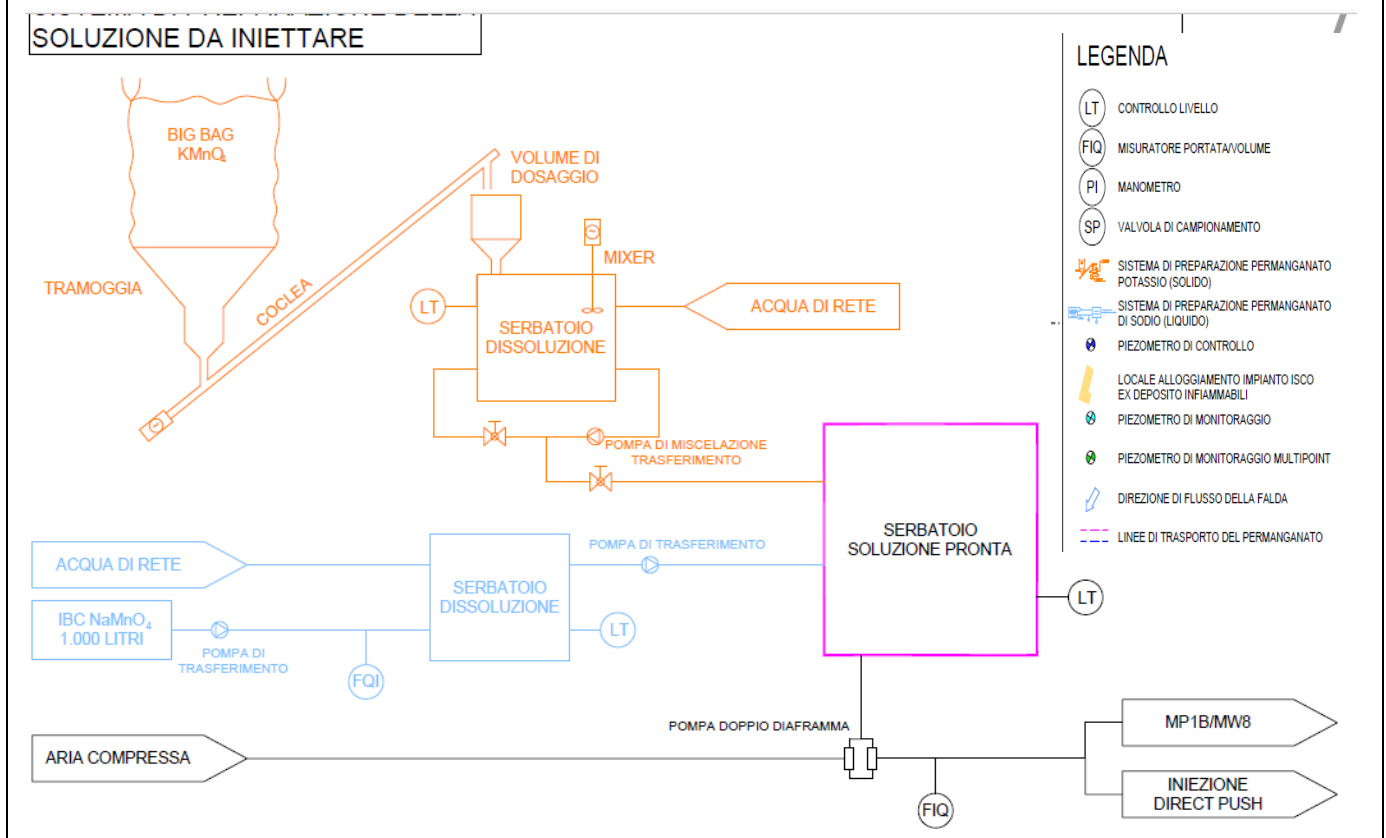 SISTEMA DI PREPARAZIONE DELLA
SOLUZIONE DA INIETTARE
BIG BAG
KMnO4
TRAMOGGIA
COCLEA
VOLUME DI
DOSAGGIO
MIXER
LT
SERBATOIO
DISSOLUZIONE
ACQUA DI RETE
POMPA DI MISCELAZIONE
TRASFERIMENTO
ACQUA DI RETE
IBC NaMnO4
1.000 LITRI
POMPA DI
TRASFERIMENTO
FQI
SERBATOIO
DISSOLUZIONE
LT
POMPA DI TRASFERIMENTO
SERBATOIO
SOLUZIONE PRONTA
LT
POMPA DOPPIO DIAFRAMMA
ARIA COMPRESSA
FIQ
MP1B/MW8
INIEZIONE
DIRECT PUSH
LEGENDA
LT CONTROLLO LIVELLO
FIQ MISURATORE PORTATA/VOLUME
PI MANOMETRO
SP VALVOLA DI CAMPIONAMENTO
SISTEMA DI PREPARAZIONE PERMANGANATO
POTASSIO (SOLIDO)
SISTEMA DI PREPARAZIONE PERMANGANATO
DI SODIO (LIQUIDO)
PIEZOMETRO DI CONTROLLO
LOCALE ALLOGGIAMENTO IMPIANTO ISCO
EX DEPOSITO INFIAMMABILI
PIEZOMETRO DI MONITORAGGIO
PIEZOMETRO DI MONITORAGGIO MULTIPOINT
DIREZIONE DI FLUSSO DELLA FALDA
LINEE DI TRASPORTO DEL PERMANGANATO